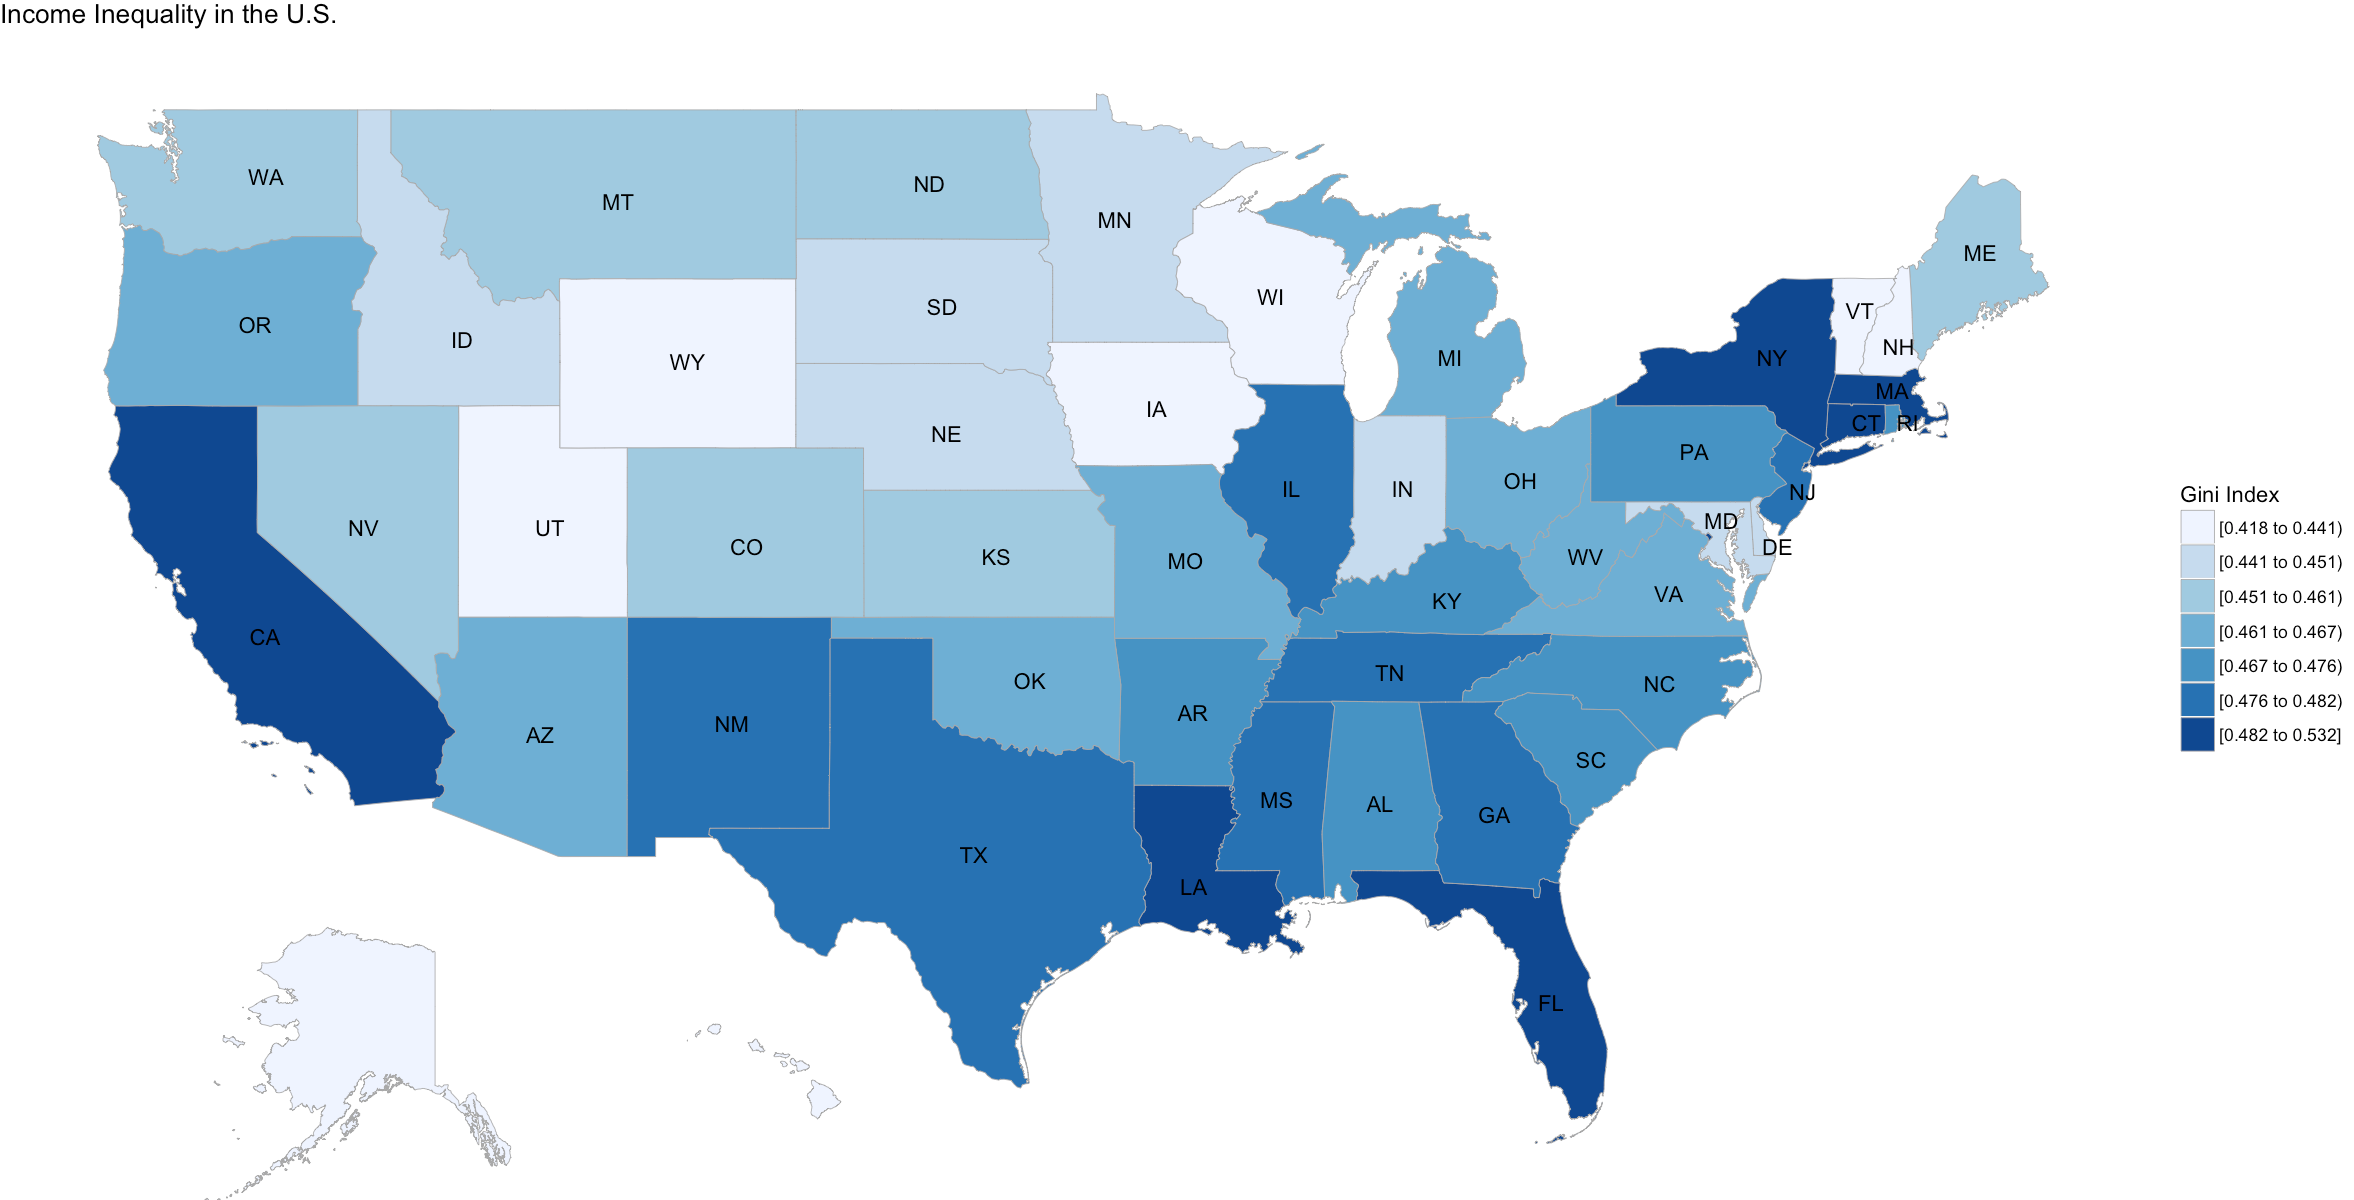 Income Inequality in the U.S.
WA
MT
ND
MN
OR
ID
WY
SD
WI
MI
NY
VT
NH
ME
MA
CT
RI
IA
NE
PA
NJ
NV
UT
CO
KS
MO
IL
IN
OH
WV
MD
DE
VA
KY
CA
AZ
NM
OK
AR
TN
NC
SC
TX
LA
MS
AL
GA
FL
Gini Index
[0.418 to 0.441)
[0.441 to 0.451)
[0.451 to 0.461)
[0.461 to 0.467)
[0.467 to 0.476)
[0.476 to 0.482)
[0.482 to 0.532]